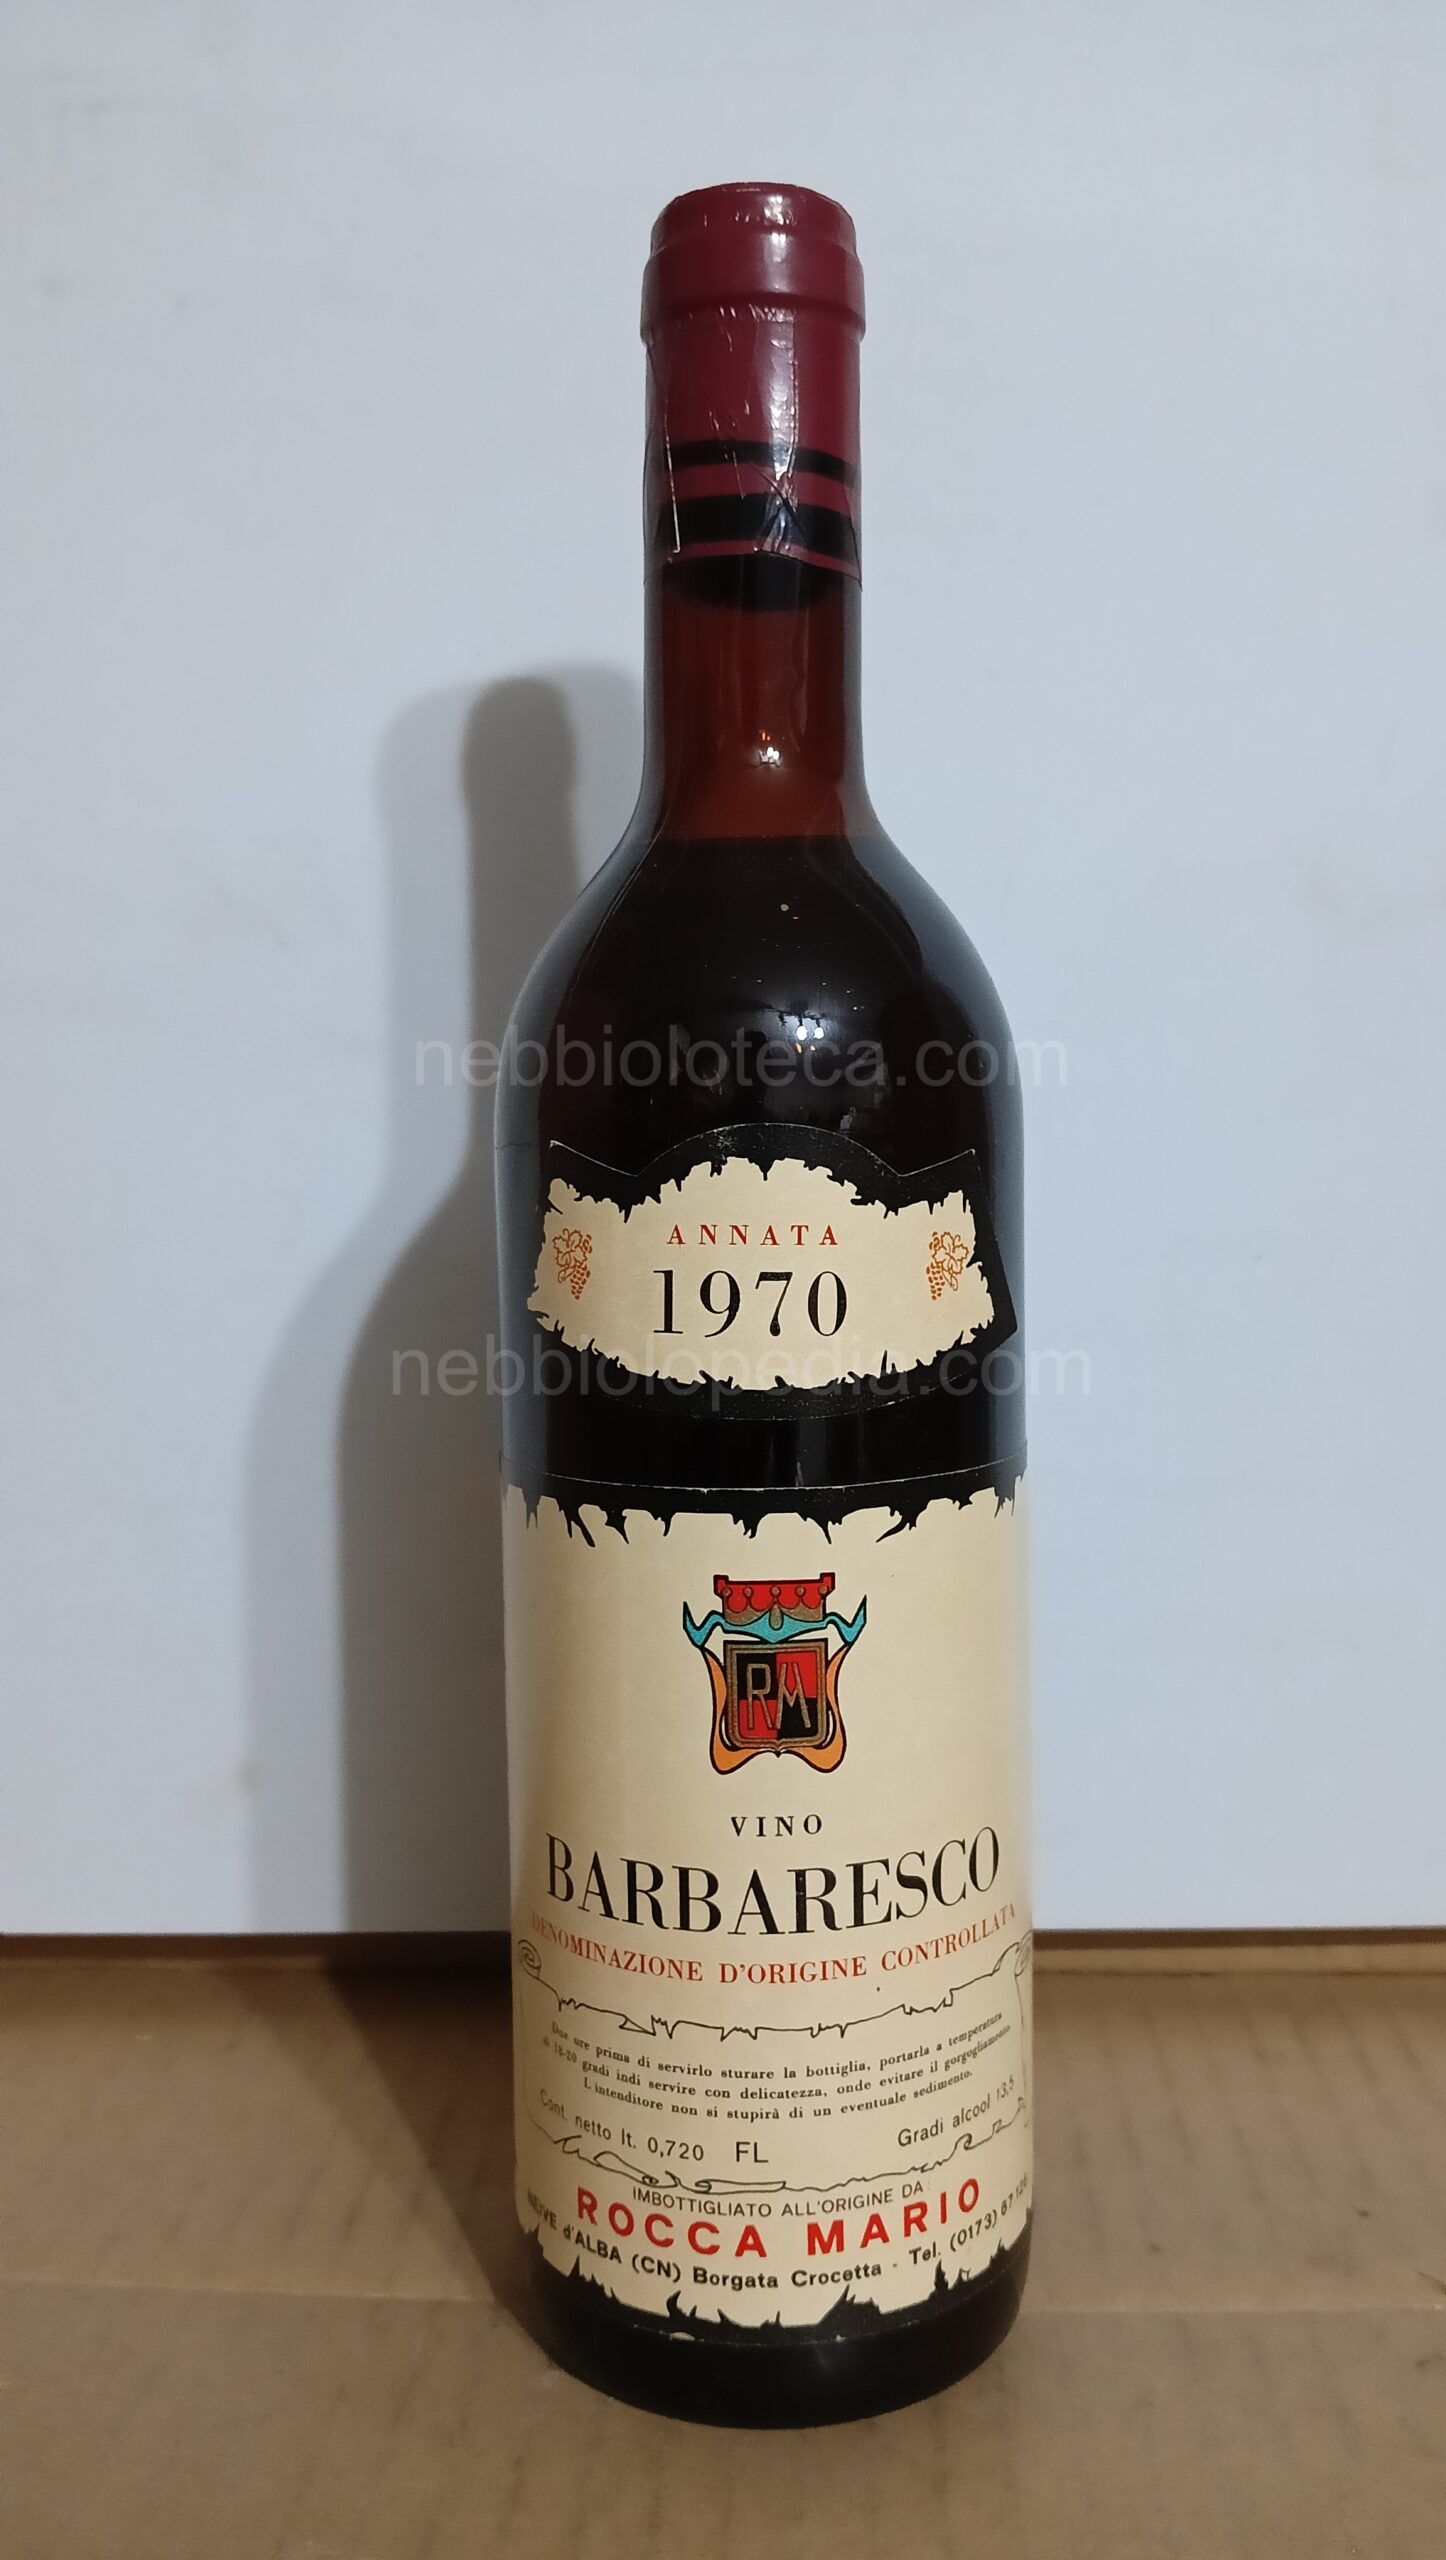 nebbioloteca.com
ANNATA
1970
nebbiolopedia.com
RM
VINO
BARBARESCO
DENOMINAZIONE D'ORIGINE CONTROLLATA
Due ore prima di servirlo sturare la bottiglia, portarla a temperatura
di 18-20 gradi indi servire con delicatezza, onde evitare il gorgogliamento.
L'intenditore non si stupirà di un eventuale sedimento.
Cont. netto lt. 0,720 FL Gradi alcool 13,5
IMBOTTIGLIATO ALL'ORIGINE DA:
ROCCA MARIO
NEIVE d'ALBA (CN) Borgata Crocetta - Tel. (0173) 67126